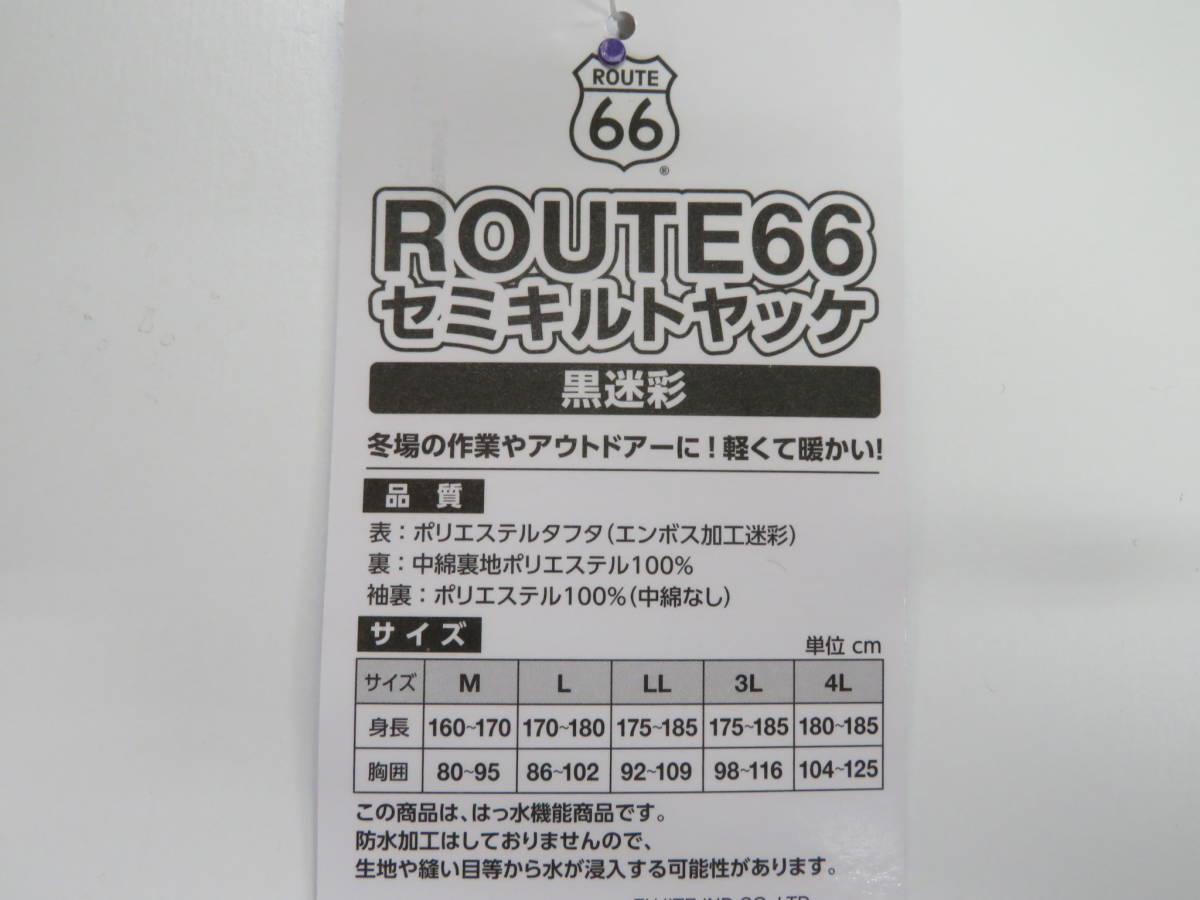 ROUTE
66
®
ROUTE66
セミキルトヤッケ
黒迷彩
冬場の作業やアウトドアーに！軽くて暖かい！
品質
表：ポリエステルタフタ（エンボス加工迷彩）
裏：中綿裏地ポリエステル100%
袖裏：ポリエステル100%（中綿なし）
サイズ
単位 cm
サイズ M L LL 3L 4L
身長 160~170 170~180 175~185 175~185 180~185
胸囲 80~95 86~102 92~109 98~116 104~125
この商品は、はっ水機能商品です。
防水加工はしておりませんので、
生地や縫い目等から水が浸入する可能性があります。